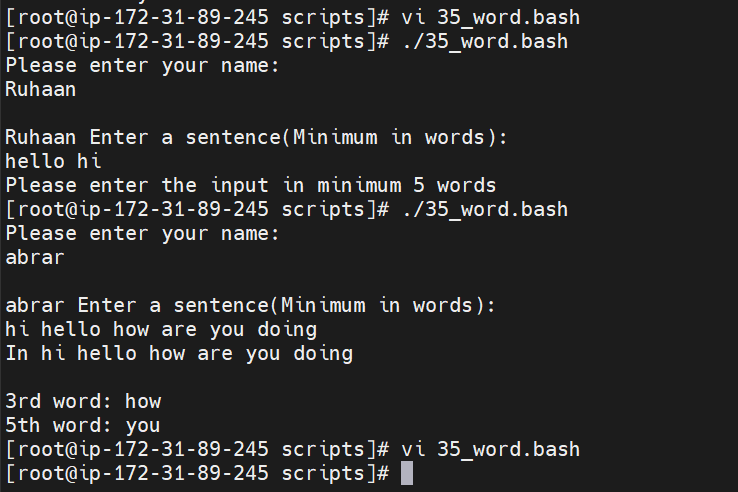 [root@ip-172-31-89-245 scripts]# vi 35_word.bash
[root@ip-172-31-89-245 scripts]# ./35_word.bash
Please enter your name:
Ruhaan
Ruhaan Enter a sentence(Minimum in words):
hello hi
Please enter the input in minimum 5 words
[root@ip-172-31-89-245 scripts]# ./35_word.bash
Please enter your name:
abrar
abrar Enter a sentence(Minimum in words):
hi hello how are you doing
In hi hello how are you doing
3rd word: how
5th word: you
[root@ip-172-31-89-245 scripts]# vi 35_word.bash
[root@ip-172-31-89-245 scripts]#